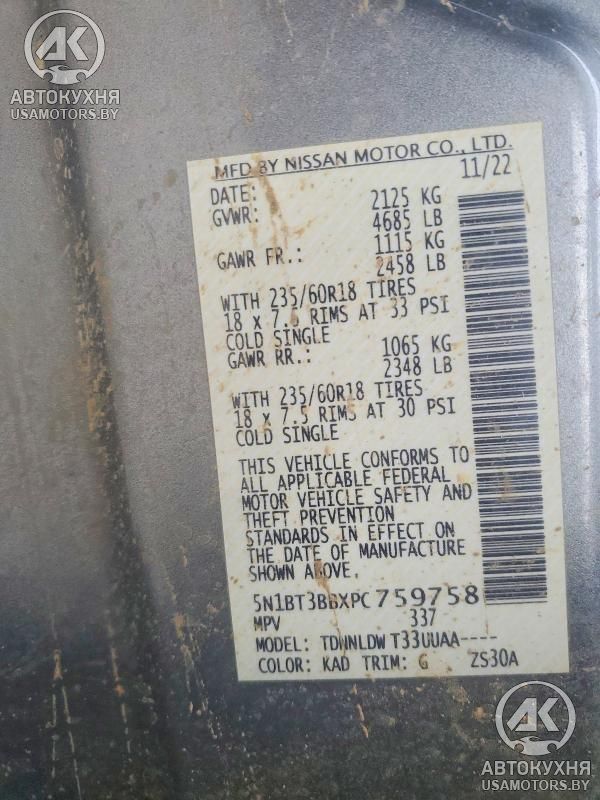 AK
АВТОКУХНЯ
USAMOTORS.BY
MFD BY NISSAN MOTOR CO., LTD.
DATE: 11/22
GVWR: 2125 KG
4685 LB
GAWR FR.: 1115 KG
2458 LB
WITH 235/60R18 TIRES
18 x 7.5 RIMS AT 33 PSI
COLD SINGLE
GAWR RR.: 1065 KG
2348 LB
WITH 235/60R18 TIRES
18 x 7.5 RIMS AT 30 PSI
COLD SINGLE
THIS VEHICLE CONFORMS TO
ALL APPLICABLE FEDERAL
MOTOR VEHICLE SAFETY AND
THEFT PREVENTION
STANDARDS IN EFFECT ON
THE DATE OF MANUFACTURE
SHOWN ABOVE.
5N1BT3BBXPC759758
MPV 337
MODEL: TDNNLDWT33UUAA----
COLOR: KAD TRIM: G ZS30A
AK
АВТОКУХНЯ
USAMOTORS.BY